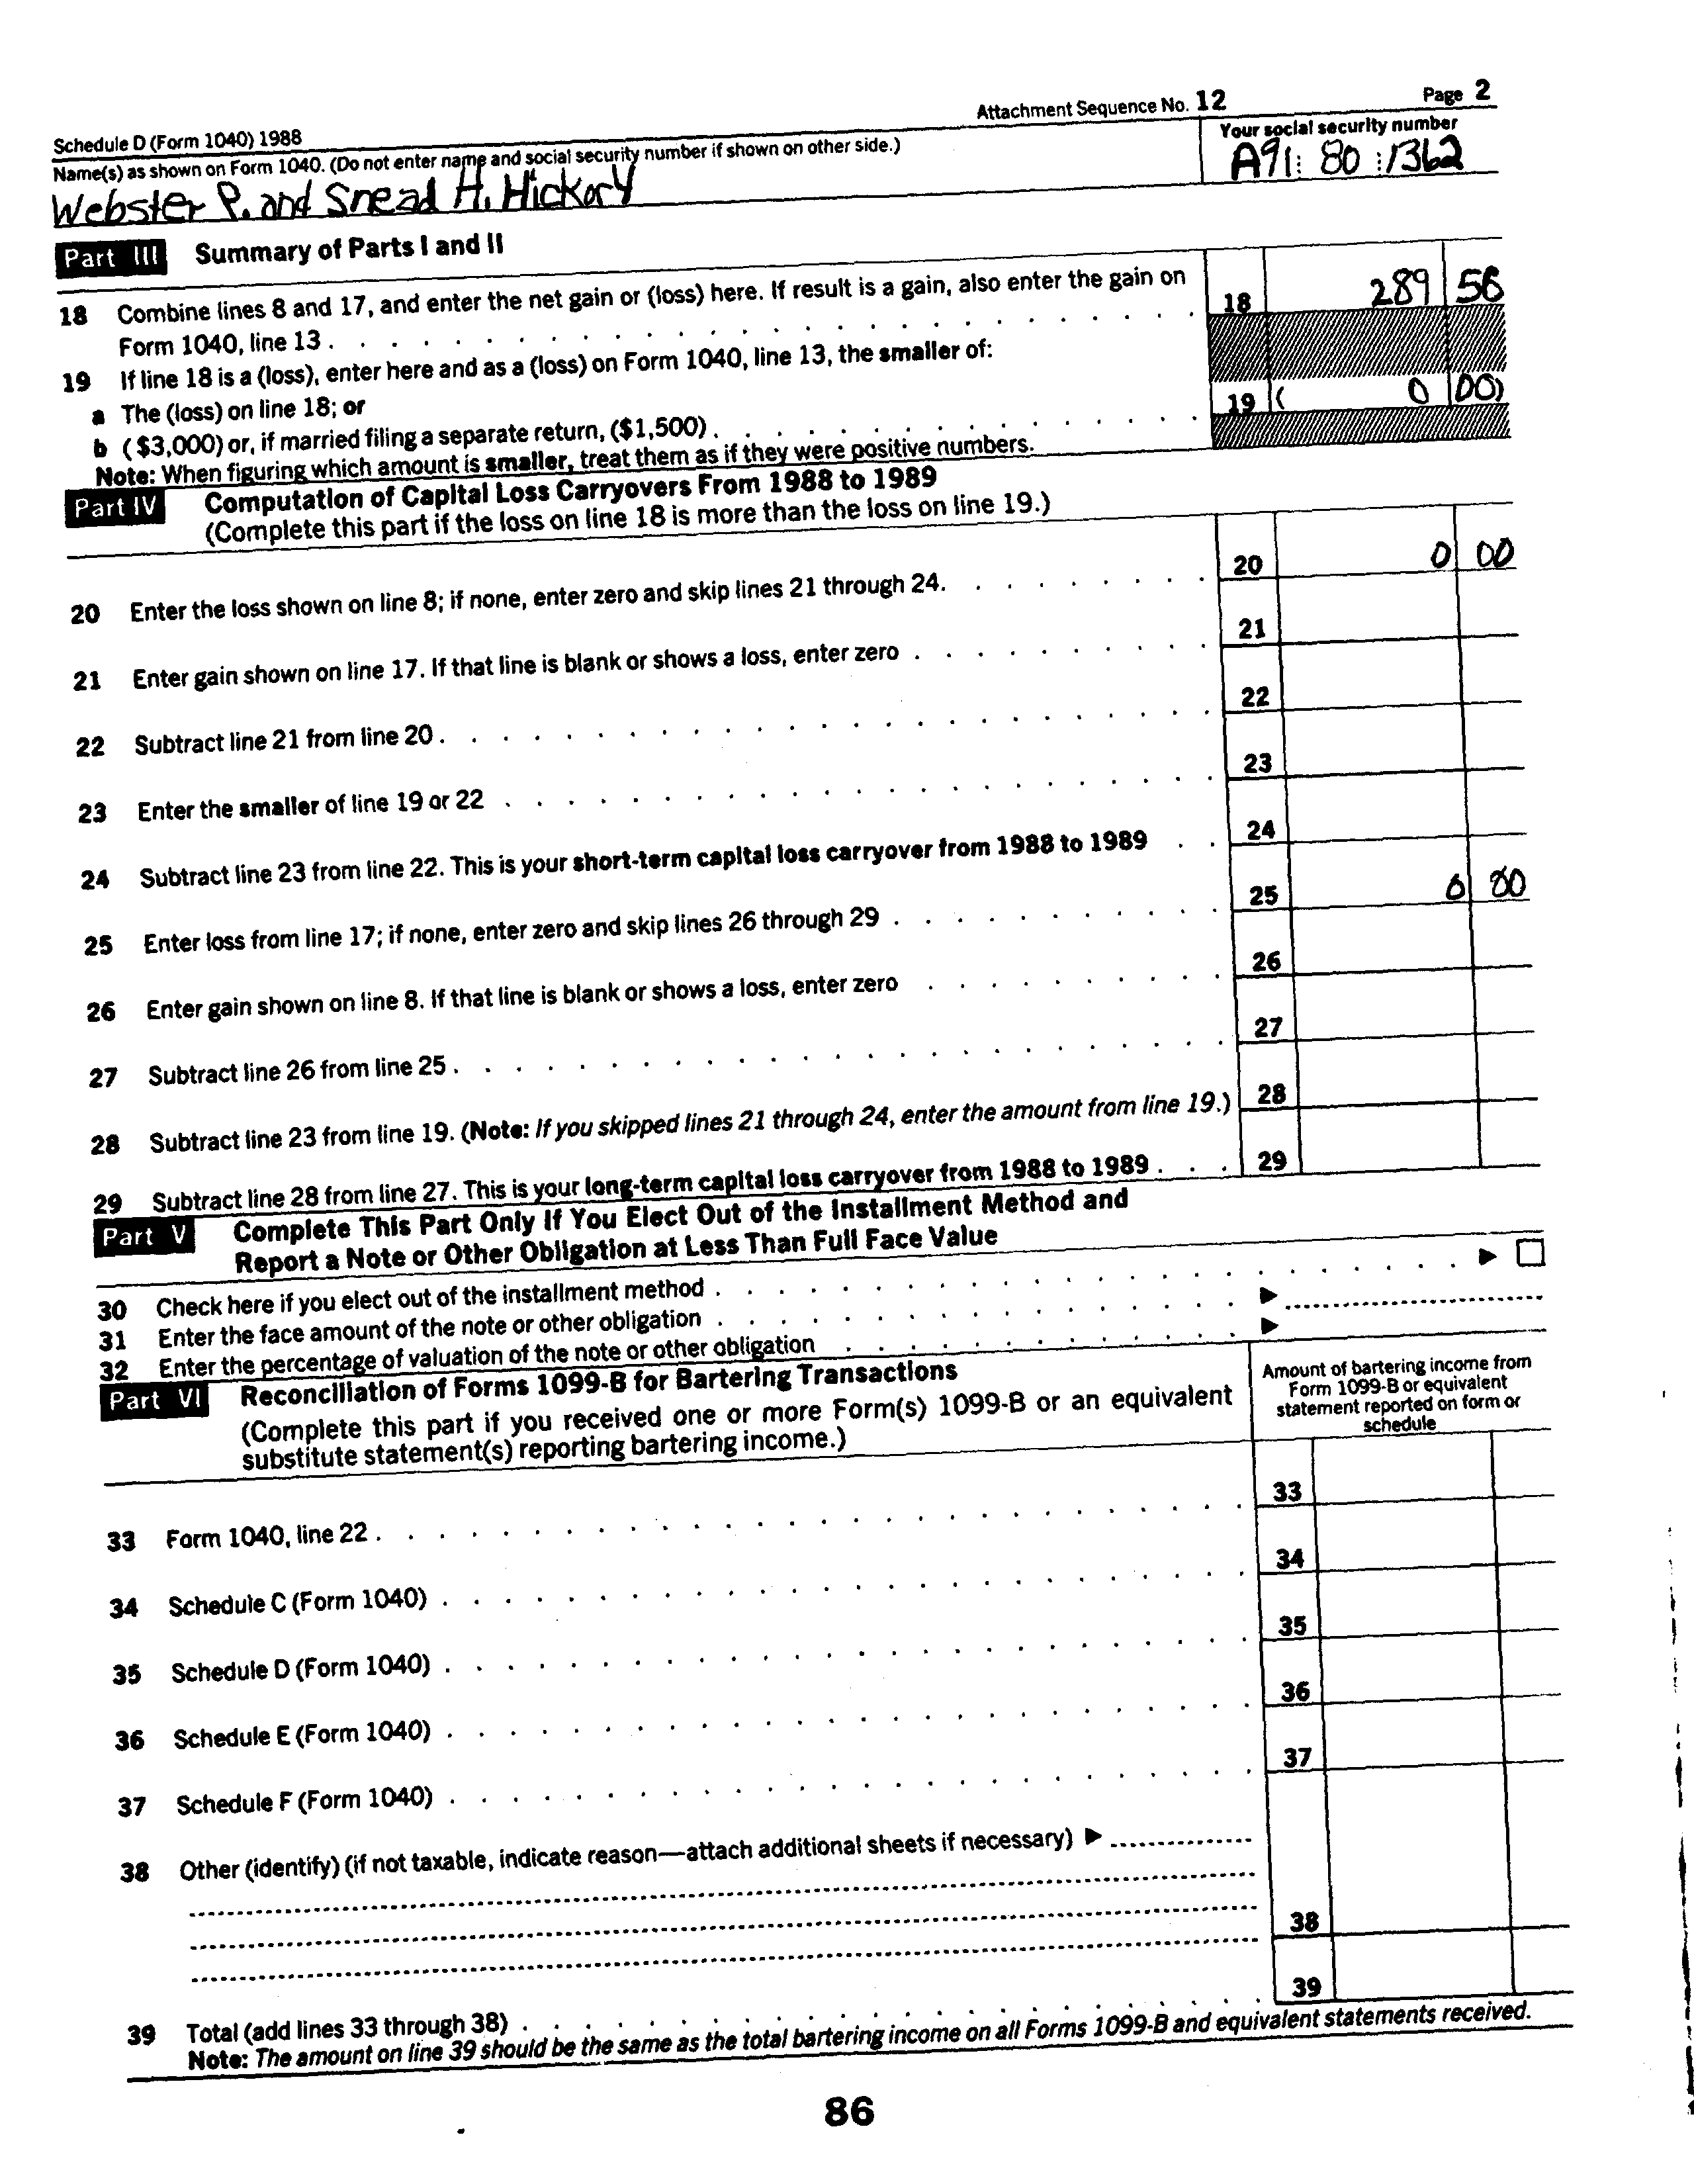 Schedule D (Form 1040) 1988 Attachment Sequence No. 12 Page 2
Name(s) as shown on Form 1040. (Do not enter name and social security number if shown on other side.) Your social security number
Webster P. and Snead H. Hickory A91 80 1362
Part III Summary of Parts I and II
18 Combine lines 8 and 17, and enter the net gain or (loss) here. If result is a gain, also enter the gain on
Form 1040, line 13 . . . . 18 289 56
19 If line 18 is a (loss), enter here and as a (loss) on Form 1040, line 13, the smaller of:
a The (loss) on line 18; or
b ($3,000) or, if married filing a separate return, ($1,500) . . . . 19 ( 0 00)
Note: When figuring which amount is smaller, treat them as if they were positive numbers.
Part IV Computation of Capital Loss Carryovers From 1988 to 1989
(Complete this part if the loss on line 18 is more than the loss on line 19.)
20 Enter the loss shown on line 8; if none, enter zero and skip lines 21 through 24. . . . . 20 0 00
21 Enter gain shown on line 17. If that line is blank or shows a loss, enter zero . . . . 21
22 Subtract line 21 from line 20 . . . . 22
23 Enter the smaller of line 19 or 22 . . . . 23
24 Subtract line 23 from line 22. This is your short-term capital loss carryover from 1988 to 1989 . . 24
25 Enter loss from line 17; if none, enter zero and skip lines 26 through 29 . . . . 25 0 00
26 Enter gain shown on line 8. If that line is blank or shows a loss, enter zero . . . . 26
27 Subtract line 26 from line 25 . . . . 27
28 Subtract line 23 from line 19. (Note: If you skipped lines 21 through 24, enter the amount from line 19.) 28
29 Subtract line 28 from line 27. This is your long-term capital loss carryover from 1988 to 1989 . . . 29
Part V Complete This Part Only If You Elect Out of the Installment Method and
Report a Note or Other Obligation at Less Than Full Face Value
30 Check here if you elect out of the installment method . . . . ▶ ☐
31 Enter the face amount of the note or other obligation . . . . ▶
32 Enter the percentage of valuation of the note or other obligation . . . . ▶
Part VI Reconciliation of Forms 1099-B for Bartering Transactions
(Complete this part if you received one or more Form(s) 1099-B or an equivalent
substitute statement(s) reporting bartering income.)
Amount of bartering income from
Form 1099-B or equivalent
statement reported on form or
schedule
33 Form 1040, line 22 . . . . 33
34 Schedule C (Form 1040) . . . . 34
35 Schedule D (Form 1040) . . . . 35
36 Schedule E (Form 1040) . . . . 36
37 Schedule F (Form 1040) . . . . 37
38 Other (identify) (if not taxable, indicate reason—attach additional sheets if necessary) ▶
38
39 Total (add lines 33 through 38) . . . . 39
Note: The amount on line 39 should be the same as the total bartering income on all Forms 1099-B and equivalent statements received.
86